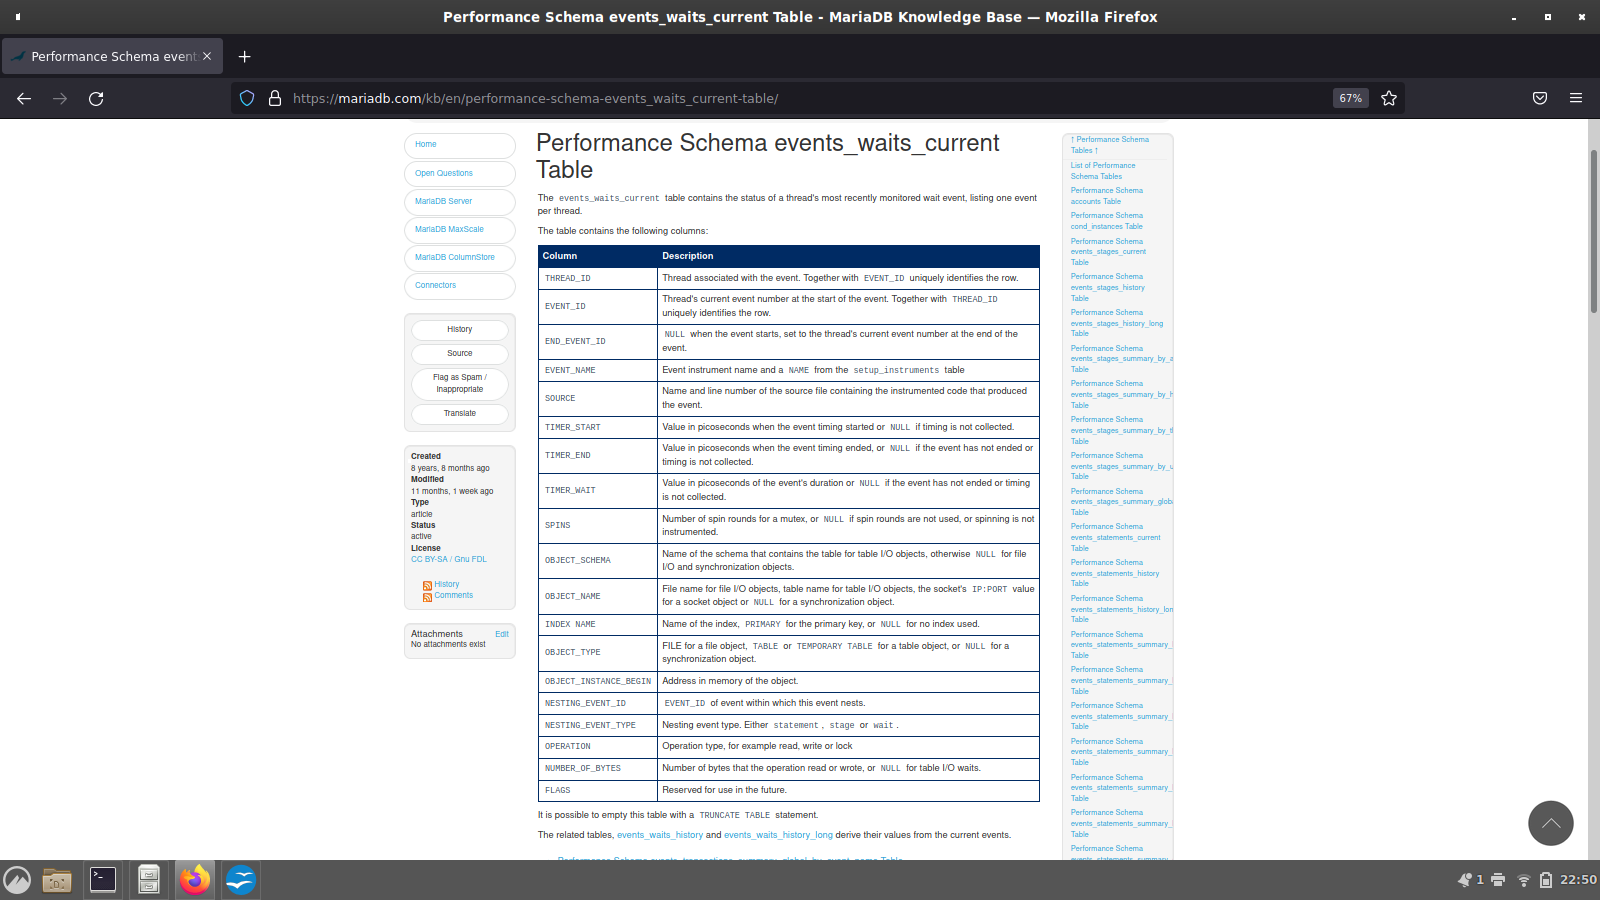 Performance Schema events_waits_current Table - MariaDB Knowledge Base — Mozilla Firefox
Performance Schema event
https://mariadb.com/kb/en/performance-schema-events_waits_current-table/
67%
Home
Open Questions
MariaDB Server
MariaDB MaxScale
MariaDB ColumnStore
Connectors
History
Source
Flag as Spam /
Inappropriate
Translate
Created
8 years, 8 months ago
Modified
11 months, 1 week ago
Type
article
Status
active
License
CC BY-SA / Gnu FDL
History
Comments
Attachments Edit
No attachments exist
Performance Schema events_waits_current
Table
The events_waits_current table contains the status of a thread's most recently monitored wait event, listing one event
per thread.
The table contains the following columns:
Column Description
THREAD_ID Thread associated with the event. Together with EVENT_ID uniquely identifies the row.
EVENT_ID Thread's current event number at the start of the event. Together with THREAD_ID
uniquely identifies the row.
END_EVENT_ID NULL when the event starts, set to the thread's current event number at the end of the
event.
EVENT_NAME Event instrument name and a NAME from the setup_instruments table
SOURCE Name and line number of the source file containing the instrumented code that produced
the event.
TIMER_START Value in picoseconds when the event timing started or NULL if timing is not collected.
TIMER_END Value in picoseconds when the event timing ended, or NULL if the event has not ended or
timing is not collected.
TIMER_WAIT Value in picoseconds of the event's duration or NULL if the event has not ended or timing
is not collected.
SPINS Number of spin rounds for a mutex, or NULL if spin rounds are not used, or spinning is not
instrumented.
OBJECT_SCHEMA Name of the schema that contains the table for table I/O objects, otherwise NULL for file
I/O and synchronization objects.
OBJECT_NAME File name for file I/O objects, table name for table I/O objects, the socket's IP:PORT value
for a socket object or NULL for a synchronization object.
INDEX NAME Name of the index, PRIMARY for the primary key, or NULL for no index used.
OBJECT_TYPE FILE for a file object, TABLE or TEMPORARY TABLE for a table object, or NULL for a
synchronization object.
OBJECT_INSTANCE_BEGIN Address in memory of the object.
NESTING_EVENT_ID EVENT_ID of event within which this event nests.
NESTING_EVENT_TYPE Nesting event type. Either statement, stage or wait.
OPERATION Operation type, for example read, write or lock
NUMBER_OF_BYTES Number of bytes that the operation read or wrote, or NULL for table I/O waits.
FLAGS Reserved for use in the future.
It is possible to empty this table with a TRUNCATE TABLE statement.
The related tables, events_waits_history and events_waits_history_long derive their values from the current events.
Performance Schema events_transactions_summary_global_by_event_name Table
↑ Performance Schema
Tables ↑
List of Performance
Schema Tables
Performance Schema
accounts Table
Performance Schema
cond_instances Table
Performance Schema
events_stages_current
Table
Performance Schema
events_stages_history
Table
Performance Schema
events_stages_history_long
Table
Performance Schema
events_stages_summary_by_a
Table
Performance Schema
events_stages_summary_by_h
Table
Performance Schema
events_stages_summary_by_t
Table
Performance Schema
events_stages_summary_by_u
Table
Performance Schema
events_stages_summary_globa
Table
Performance Schema
events_statements_current
Table
Performance Schema
events_statements_history
Table
Performance Schema
events_statements_history_lon
Table
Performance Schema
events_statements_summary_
Table
Performance Schema
events_statements_summary_
Table
Performance Schema
events_statements_summary_
Table
Performance Schema
events_statements_summary_
Table
Performance Schema
events_statements_summary_
Table
Performance Schema
events_statements_summary_
Table
Performance Schema
events_statements_summary_
1
22:50